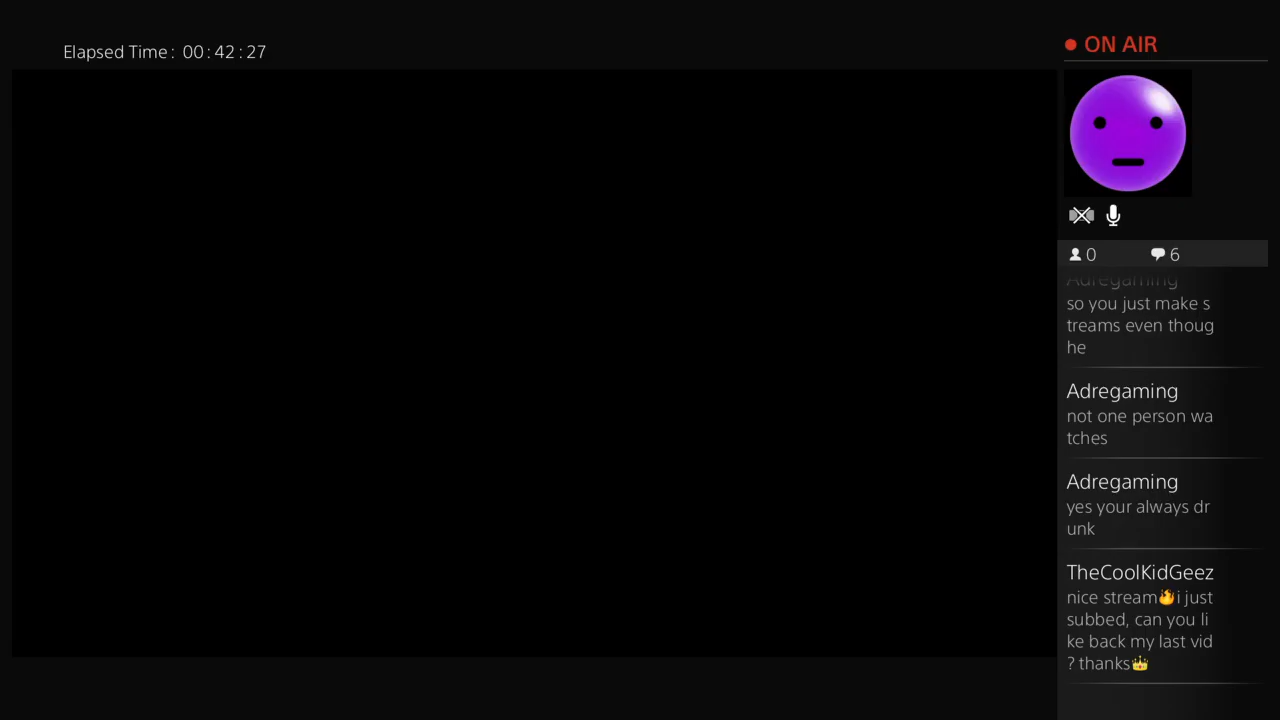 Elapsed Time: 00:42:27
ON AIR
0 6
Adregaming
so you just make s
treams even thoug
he
Adregaming
not one person wa
tches
Adregaming
yes your always dr
unk
TheCoolKidGeez
nice stream🔥i just
subbed, can you li
ke back my last vid
? thanks👑